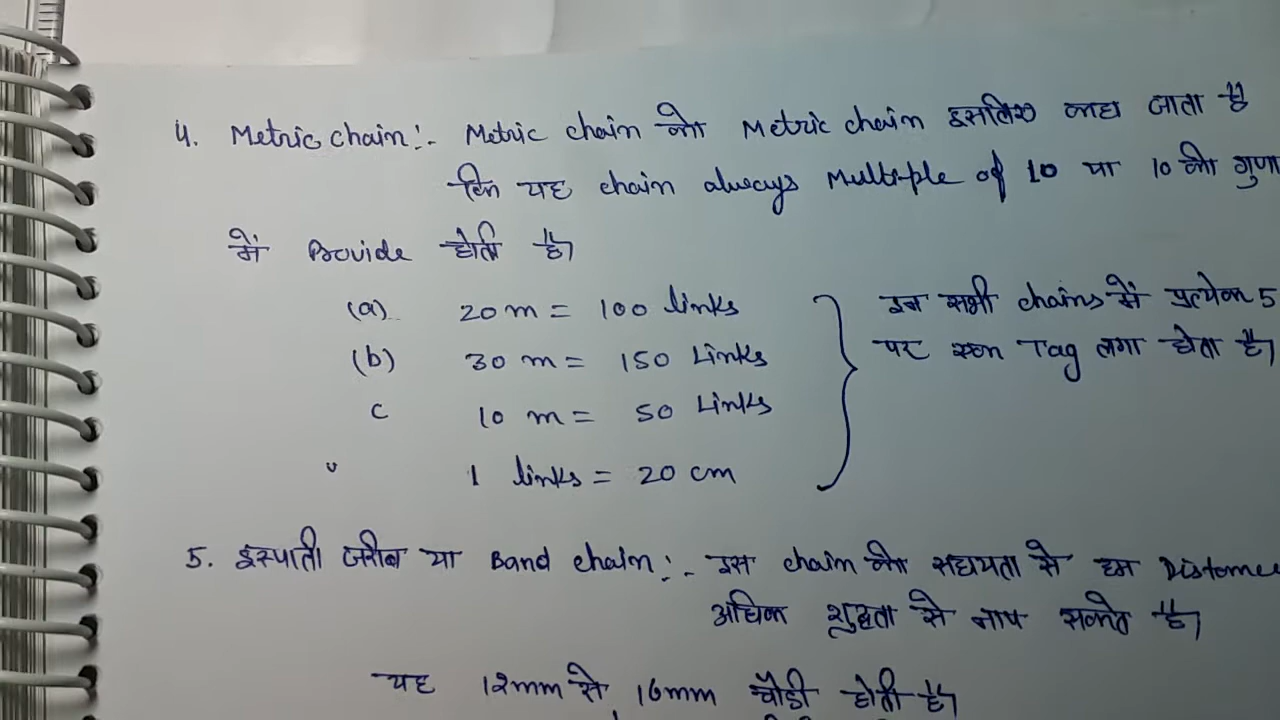 4. Metric chain:- Metric chain को Metric chain इसलिए कहा जाता है
कि यह chain always Multiple of 10 या 10 की गुणा
में Provide होती है।
(a) 20 m = 100 links
(b) 30 m = 150 Links
c 10 m = 50 Links
1 links = 20 cm
इन सभी chains में प्रत्येक 5
पर एक Tag लगा होता है।
5. इस्पाती जरीब या Band chain:- इस chain की सहायता से हम Distance
अधिक शुद्धता से नाप सकते है।
यह 12mm से 16mm चौडी होती है।